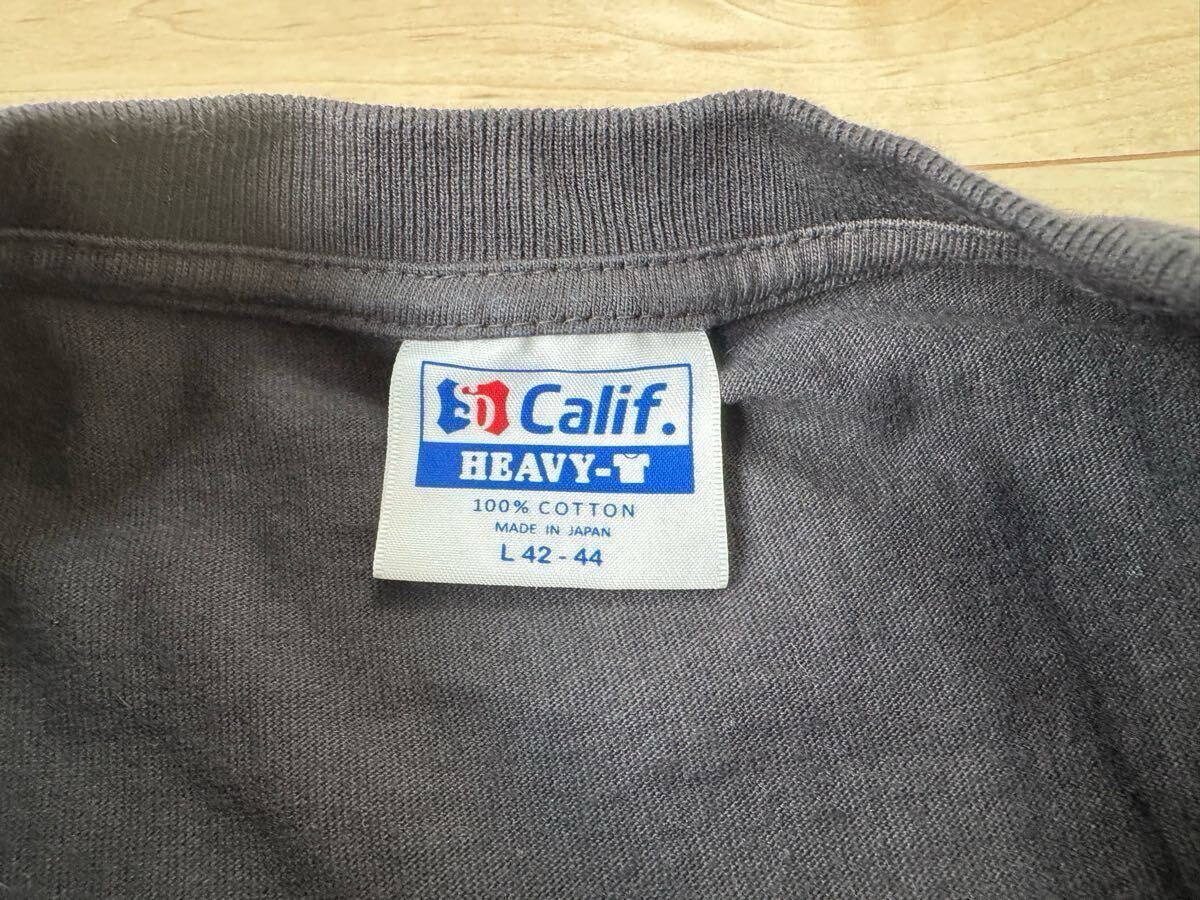 SD Calif.
HEAVY-T
100% COTTON
MADE IN JAPAN
L 42 - 44